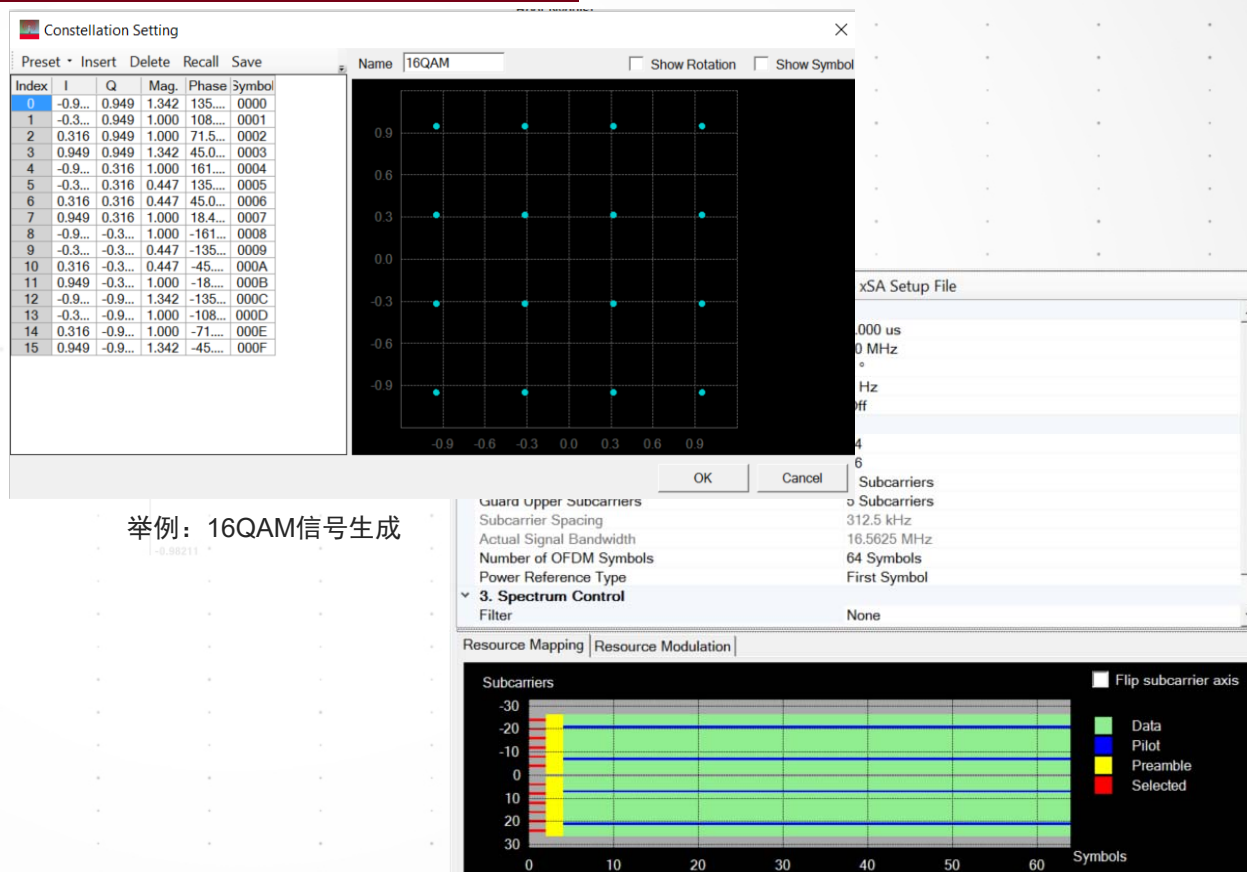 Constellation Setting
Preset Insert Delete Recall Save
Name 16QAM Show Rotation Show Symbol
Index I Q Mag. Phase Symbol
0 -0.9... 0.949 1.342 135.... 0000
1 -0.3... 0.949 1.000 108.... 0001
2 0.316 0.949 1.000 71.5... 0002
3 0.949 0.949 1.342 45.0... 0003
4 -0.9... 0.316 1.000 161.... 0004
5 -0.3... 0.316 0.447 135.... 0005
6 0.316 0.316 0.447 45.0... 0006
7 0.949 0.316 1.000 18.4... 0007
8 -0.9... -0.3... 1.000 -161... 0008
9 -0.3... -0.3... 0.447 -135... 0009
10 0.316 -0.3... 0.447 -45.... 000A
11 0.949 -0.3... 1.000 -18.... 000B
12 -0.9... -0.9... 1.342 -135... 000C
13 -0.3... -0.9... 1.000 -108... 000D
14 0.316 -0.9... 1.000 -71.... 000E
15 0.949 -0.9... 1.342 -45.... 000F
0.9
0.6
0.3
0.0
-0.3
-0.6
-0.9
-0.9 -0.6 -0.3 0.0 0.3 0.6 0.9
OK Cancel
xSA Setup File
.000 us
0 MHz
°
Hz
ff
4
6
Subcarriers
Guard Upper Subcarriers 5 Subcarriers
Subcarrier Spacing 312.5 kHz
Actual Signal Bandwidth 16.5625 MHz
Number of OFDM Symbols 64 Symbols
Power Reference Type First Symbol
3. Spectrum Control
Filter None
举例：16QAM信号生成
-0.98211
Resource Mapping Resource Modulation
Subcarriers
Flip subcarrier axis
-30
-20
-10
0
10
20
30
0 10 20 30 40 50 60
Symbols
Data
Pilot
Preamble
Selected